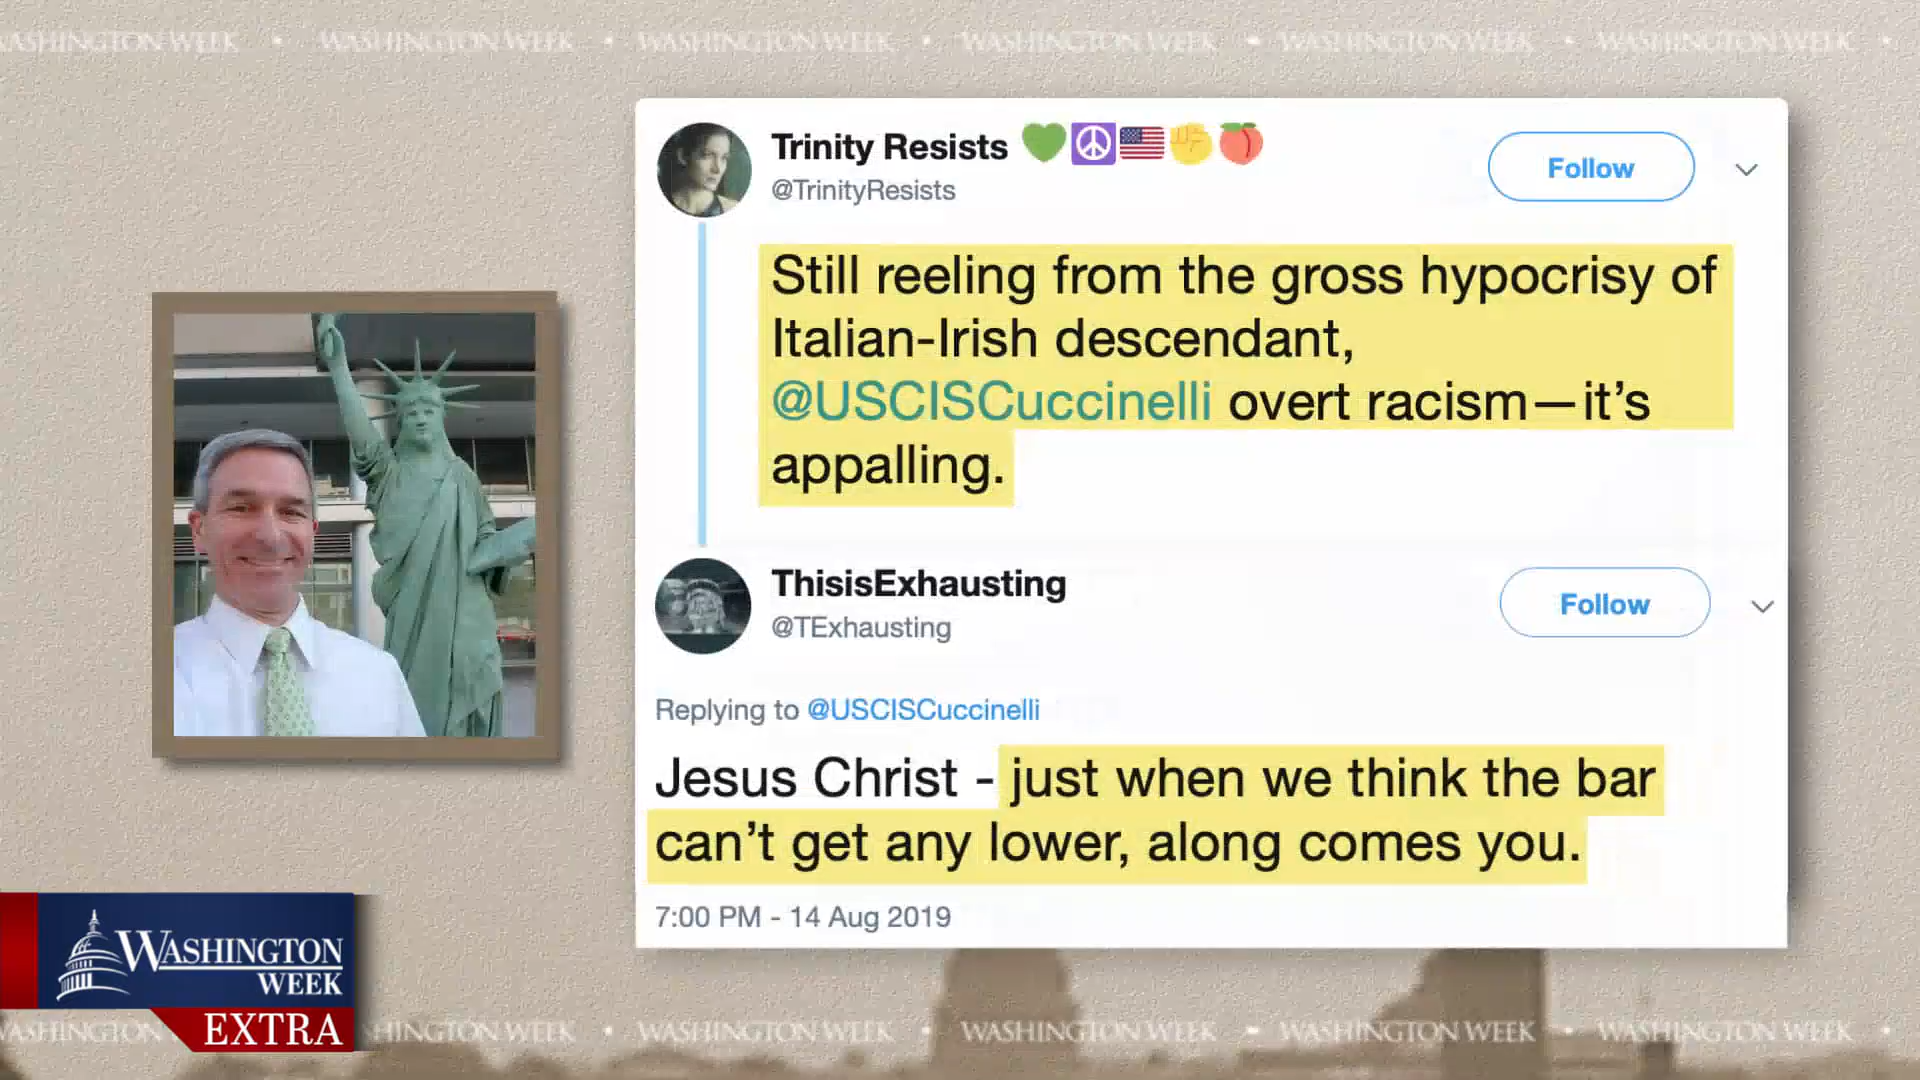 WASHINGTON WEEK • WASHINGTON WEEK • WASHINGTON WEEK • WASHINGTON WEEK • WASHINGTON WEEK • WASHINGTON WEEK •
Trinity Resists
@TrinityResists
Follow
Still reeling from the gross hypocrisy of
Italian-Irish descendant,
@USCISCuccinelli overt racism—it’s
appalling.
ThisisExhausting
@TExhausting
Follow
Replying to @USCISCuccinelli
Jesus Christ - just when we think the bar
can’t get any lower, along comes you.
7:00 PM - 14 Aug 2019
WASHINGTON
WEEK
EXTRA
WASHINGTON WEEK • WASHINGTON WEEK • WASHINGTON WEEK • WASHINGTON WEEK • WASHINGTON WEEK •